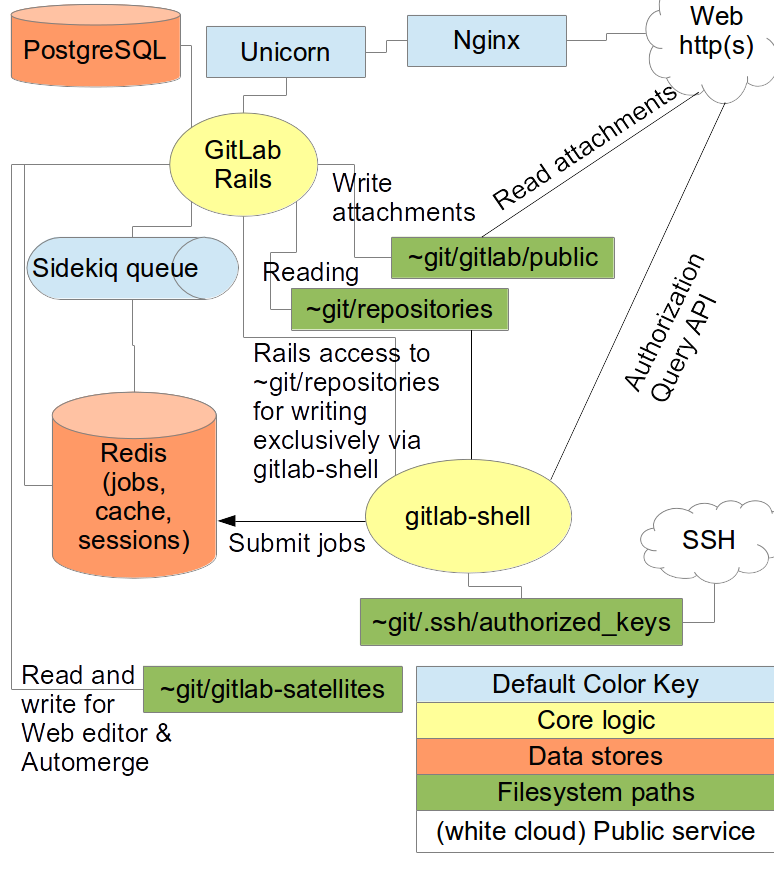 PostgreSQL
Unicorn
Nginx
Web
http(s)
GitLab
Rails
Write
attachments
Read attachments
~git/gitlab/public
Sidekiq queue
Reading
~git/repositories
Authorization
Query API
Rails access to
~git/repositories
for writing
exclusively via
gitlab-shell
Redis
(jobs,
cache,
sessions)
gitlab-shell
Submit jobs
SSH
~git/.ssh/authorized_keys
Read and
write for
Web editor &
Automerge
~git/gitlab-satellites
Default Color Key
Core logic
Data stores
Filesystem paths
(white cloud) Public service